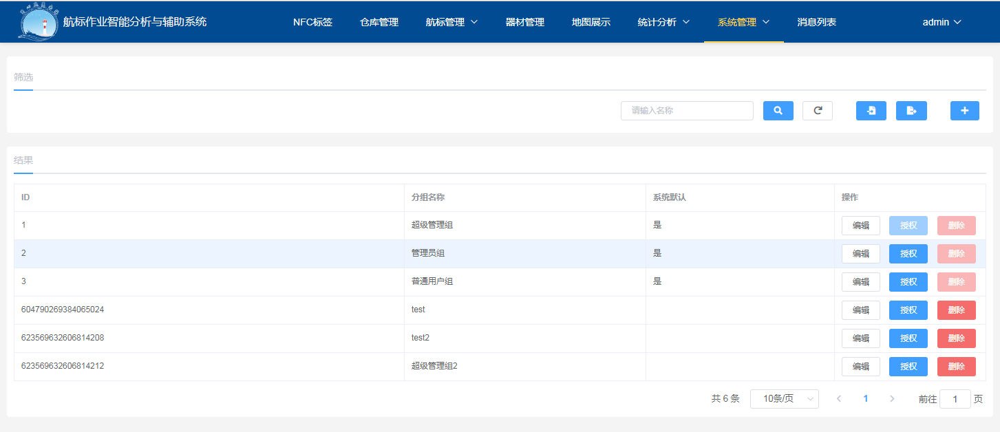 航标作业智能分析与辅助系统 NFC标签 仓库管理 航标管理 器材管理 地图展示 统计分析 系统管理 消息列表 admin
筛选
请输入名称
结果
ID 分组名称 系统默认 操作
1 超级管理组 是 编辑 授权 删除
2 管理员组 是 编辑 授权 删除
3 普通用户组 是 编辑 授权 删除
604790269384065024 test 编辑 授权 删除
623569632606814208 test2 编辑 授权 删除
623569632606814212 超级管理组2 编辑 授权 删除
共 6 条 10条/页 1 前往 1 页